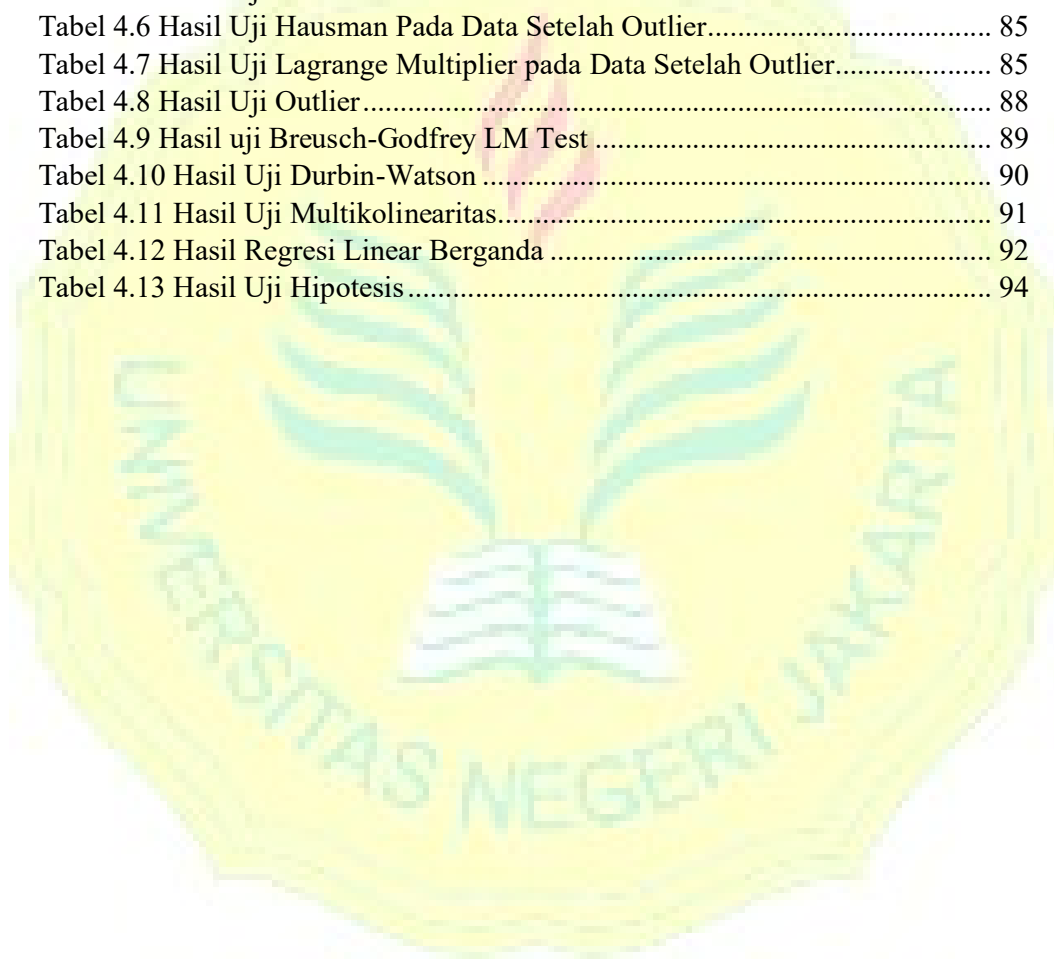 Tabel 4.6 Hasil Uji Hausman Pada Data Setelah Outlier.................................... 85
Tabel 4.7 Hasil Uji Lagrange Multiplier pada Data Setelah Outlier.................... 85
Tabel 4.8 Hasil Uji Outlier................................................................................. 88
Tabel 4.9 Hasil uji Breusch-Godfrey LM Test ................................................... 89
Tabel 4.10 Hasil Uji Durbin-Watson .................................................................. 90
Tabel 4.11 Hasil Uji Multikolinearitas................................................................ 91
Tabel 4.12 Hasil Regresi Linear Berganda ......................................................... 92
Tabel 4.13 Hasil Uji Hipotesis............................................................................ 94
UNIVERSITAS NEGERI JAKARTA